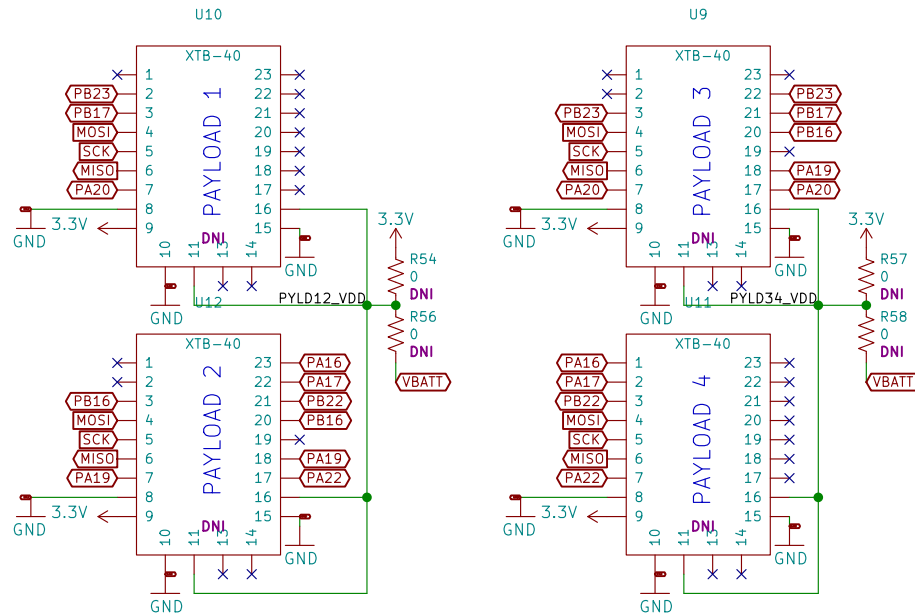 U10
XTB-40
PAYLOAD 1
DNI
1
PB23 2
PB17 3
MOSI 4
SCK 5
MISO 6
PA20 7
8
GND
3.3V 9
10
11
13
14
23
22
21
20
19
18
17
16
15
GND
GND
3.3V
R54
0
DNI
PYLD12_VDD
R56
0
DNI
VBATT
U12
XTB-40
PAYLOAD 2
DNI
1
2
PB16 3
MOSI 4
SCK 5
MISO 6
PA19 7
8
GND
3.3V 9
10
11
13
14
23 PA16
22 PA17
21 PB22
20 PB16
19
18 PA19
17 PA22
16
15
GND
GND
U9
XTB-40
PAYLOAD 3
DNI
1
2
PB23 3
MOSI 4
SCK 5
MISO 6
PA20 7
8
GND
3.3V 9
10
11
13
14
23
22 PB23
21 PB17
20 PB16
19
18 PA19
17 PA20
16
15
GND
GND
3.3V
R57
0
DNI
PYLD34_VDD
R58
0
DNI
VBATT
U11
XTB-40
PAYLOAD 4
DNI
PA16 1
PA17 2
PB22 3
MOSI 4
SCK 5
MISO 6
PA22 7
8
GND
3.3V 9
10
11
13
14
23
22
21
20
19
18
17
16
15
GND
GND